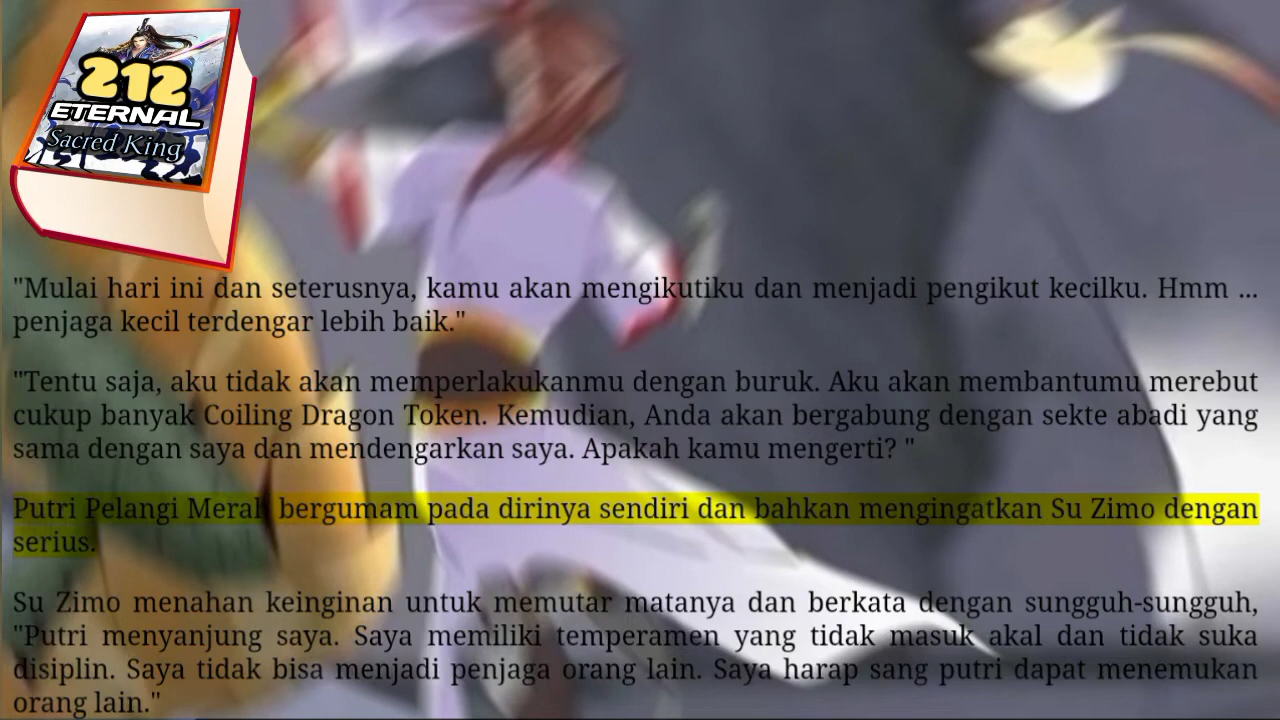 212
ETERNAL
Sacred King
"Mulai hari ini dan seterusnya, kamu akan mengikutiku dan menjadi pengikut kecilku. Hmm ...
penjaga kecil terdengar lebih baik."
"Tentu saja, aku tidak akan memperlakukanmu dengan buruk. Aku akan membantumu merebut
cukup banyak Coiling Dragon Token. Kemudian, Anda akan bergabung dengan sekte abadi yang
sama dengan saya dan mendengarkan saya. Apakah kamu mengerti? "
Putri Pelangi Merah bergumam pada dirinya sendiri dan bahkan mengingatkan Su Zimo dengan
serius.
Su Zimo menahan keinginan untuk memutar matanya dan berkata dengan sungguh-sungguh,
"Putri menyanjung saya. Saya memiliki temperamen yang tidak masuk akal dan tidak suka
disiplin. Saya tidak bisa menjadi penjaga orang lain. Saya harap sang putri dapat menemukan
orang lain."